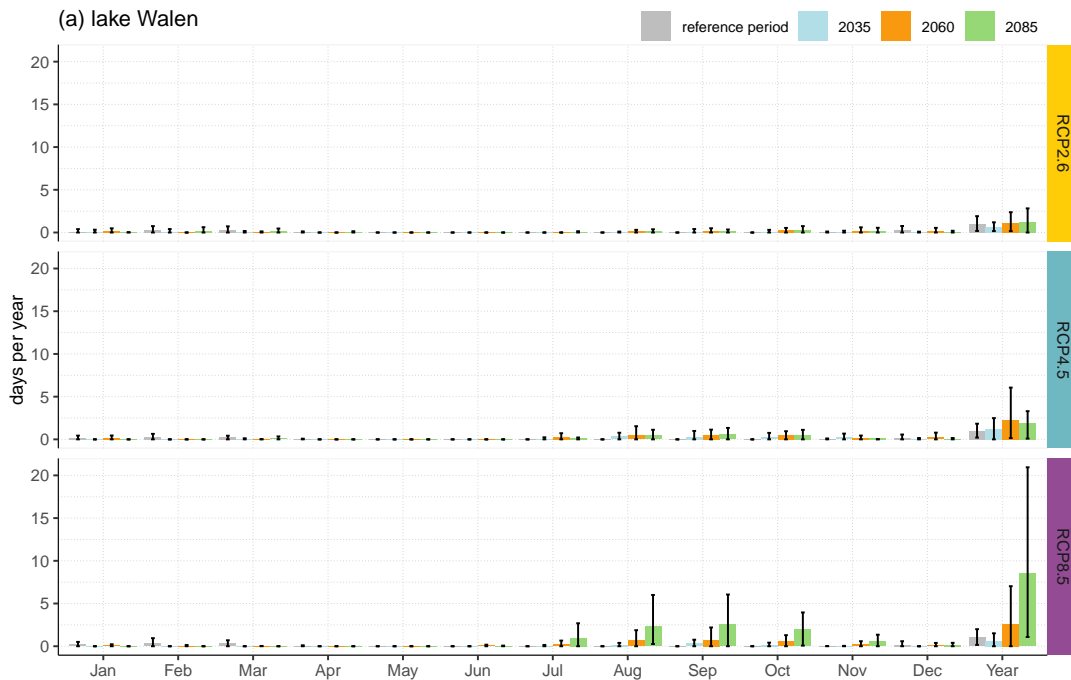 (a) lake Walen
reference period 2035 2060 2085
20
15
10
5
0
RCP2.6
20
15
10
5
0
RCP4.5
20
15
10
5
0
RCP8.5
days per year
Jan Feb Mar Apr May Jun Jul Aug Sep Oct Nov Dec Year